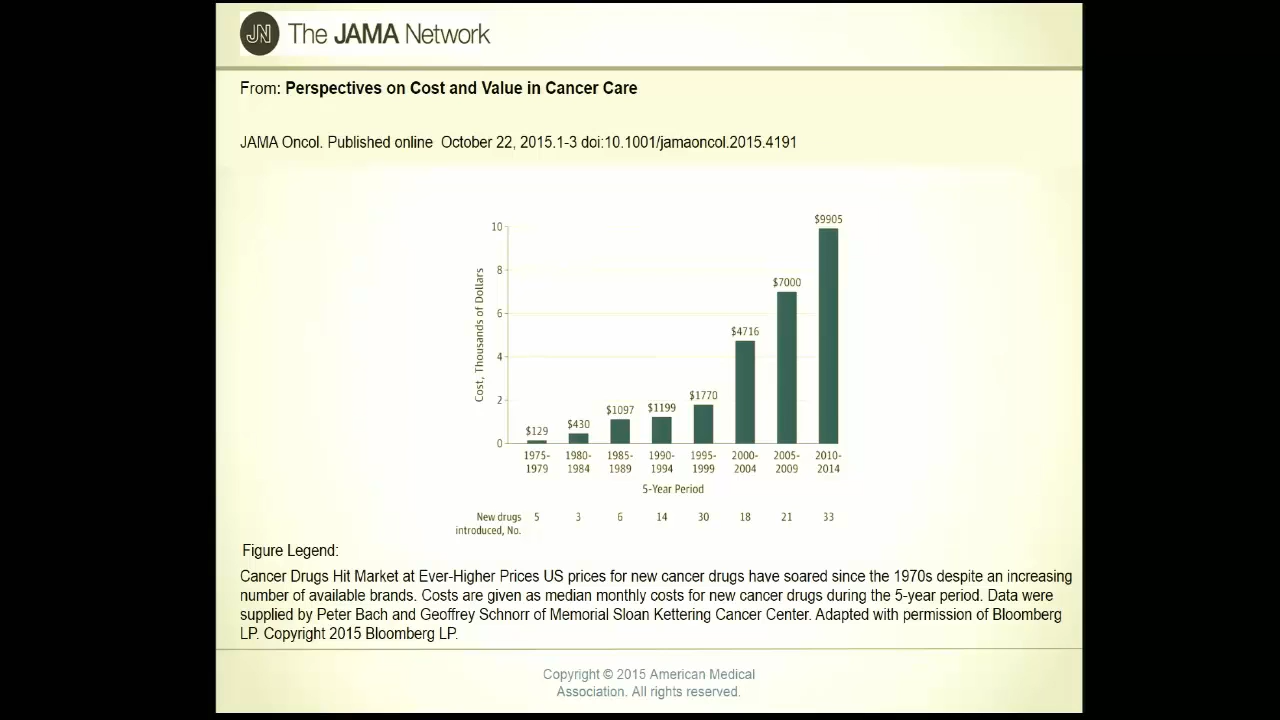 JN The JAMA Network
From: Perspectives on Cost and Value in Cancer Care
JAMA Oncol. Published online October 22, 2015.1-3 doi:10.1001/jamaoncol.2015.4191
Cost, Thousands of Dollars
10
8
6
4
2
0
$129
$430
$1097
$1199
$1770
$4716
$7000
$9905
1975- 1980- 1985- 1990- 1995- 2000- 2005- 2010-
1979 1984 1989 1994 1999 2004 2009 2014
5-Year Period
New drugs 5 3 6 14 30 18 21 33
introduced, No.
Figure Legend:
Cancer Drugs Hit Market at Ever-Higher Prices US prices for new cancer drugs have soared since the 1970s despite an increasing
number of available brands. Costs are given as median monthly costs for new cancer drugs during the 5-year period. Data were
supplied by Peter Bach and Geoffrey Schnorr of Memorial Sloan Kettering Cancer Center. Adapted with permission of Bloomberg
LP. Copyright 2015 Bloomberg LP.
Copyright © 2015 American Medical
Association. All rights reserved.